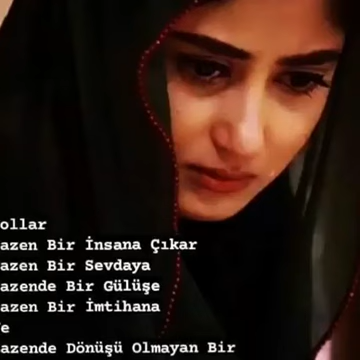 ollar
azen Bir İnsana Çıkar
azen Bir Sevdaya
azende Bir Gülüşe
azen Bir İmtihana
e
azende Dönüşü Olmayan Bir